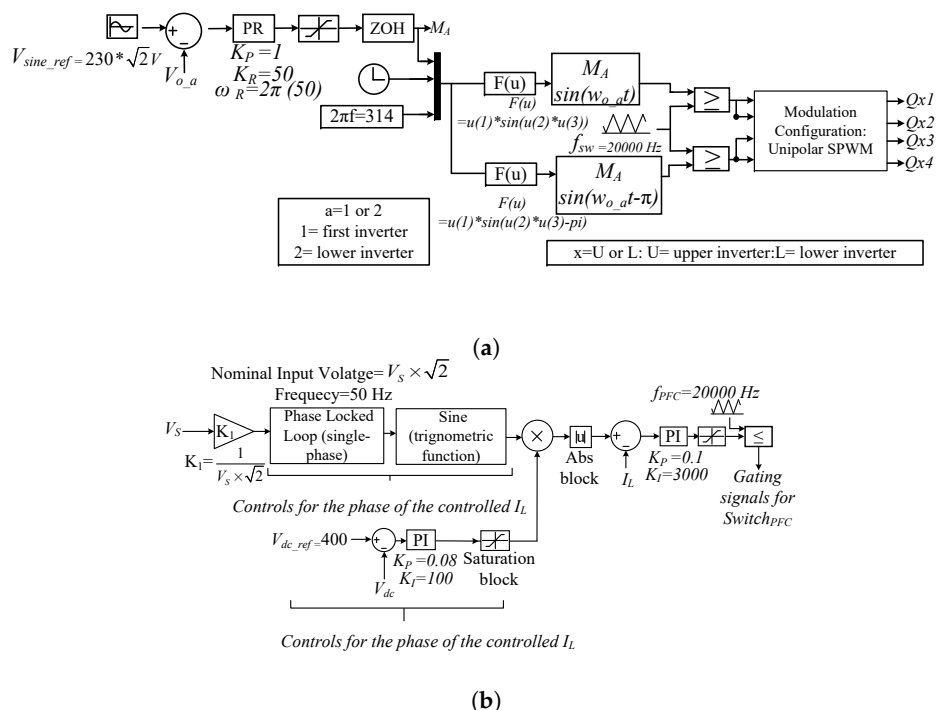 PR
ZOH
M_A
V_sine_ref = 230*√2 V
V_o_a
K_P=1
K_R=50
ω_R=2π (50)
2πf=314
F(u)
F(u)
=u(1)*sin(u(2)*u(3))
M_A
sin(w_o_at)
f_sw =20000 Hz
≥
≥
F(u)
F(u)
=u(1)*sin(u(2)*u(3)-pi)
M_A
sin(w_o_at-π)
Modulation
Configuration:
Unipolar SPWM
Qx1
Qx2
Qx3
Qx4
a=1 or 2
1= first inverter
2= lower inverter
x=U or L: U= upper inverter:L= lower inverter
(a)
Nominal Input Volatge= V_S × √2
Frequecy=50 Hz
V_S
K_1
K_1= 1
V_S × √2
Phase Locked
Loop (single-
phase)
Sine
(trignometric
function)
×
|u|
Abs
block
I_L
PI
K_P=0.1
K_I=3000
f_PFC=20000 Hz
≤
Gating
signals for
Switch_PFC
Controls for the phase of the controlled I_L
V_dc_ref=400
V_dc
PI
K_P=0.08
K_I=100
Saturation
block
Controls for the phase of the controlled I_L
(b)